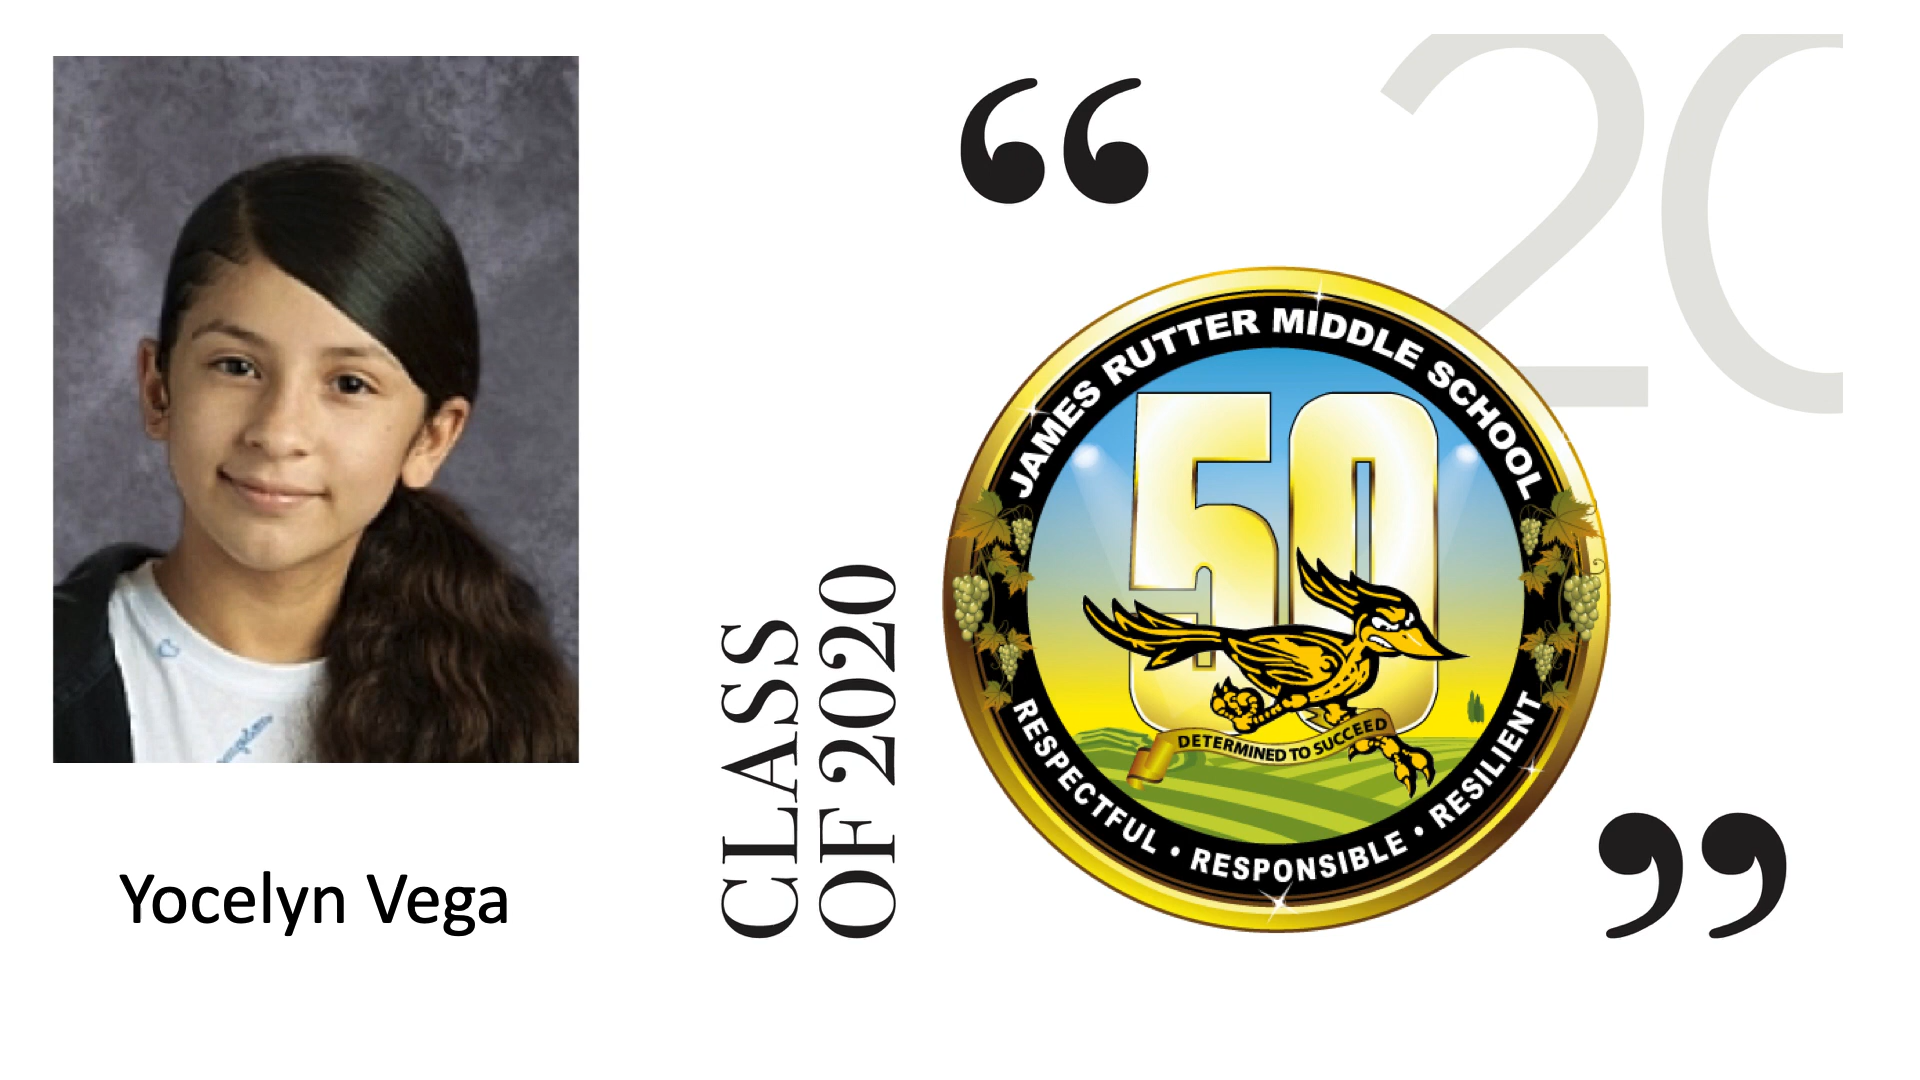 Yocelyn Vega
CLASS
OF 2020
“
20
JAMES RUTTER MIDDLE SCHOOL
50
DETERMINED TO SUCCEED
RESPECTFUL • RESPONSIBLE • RESILIENT
”